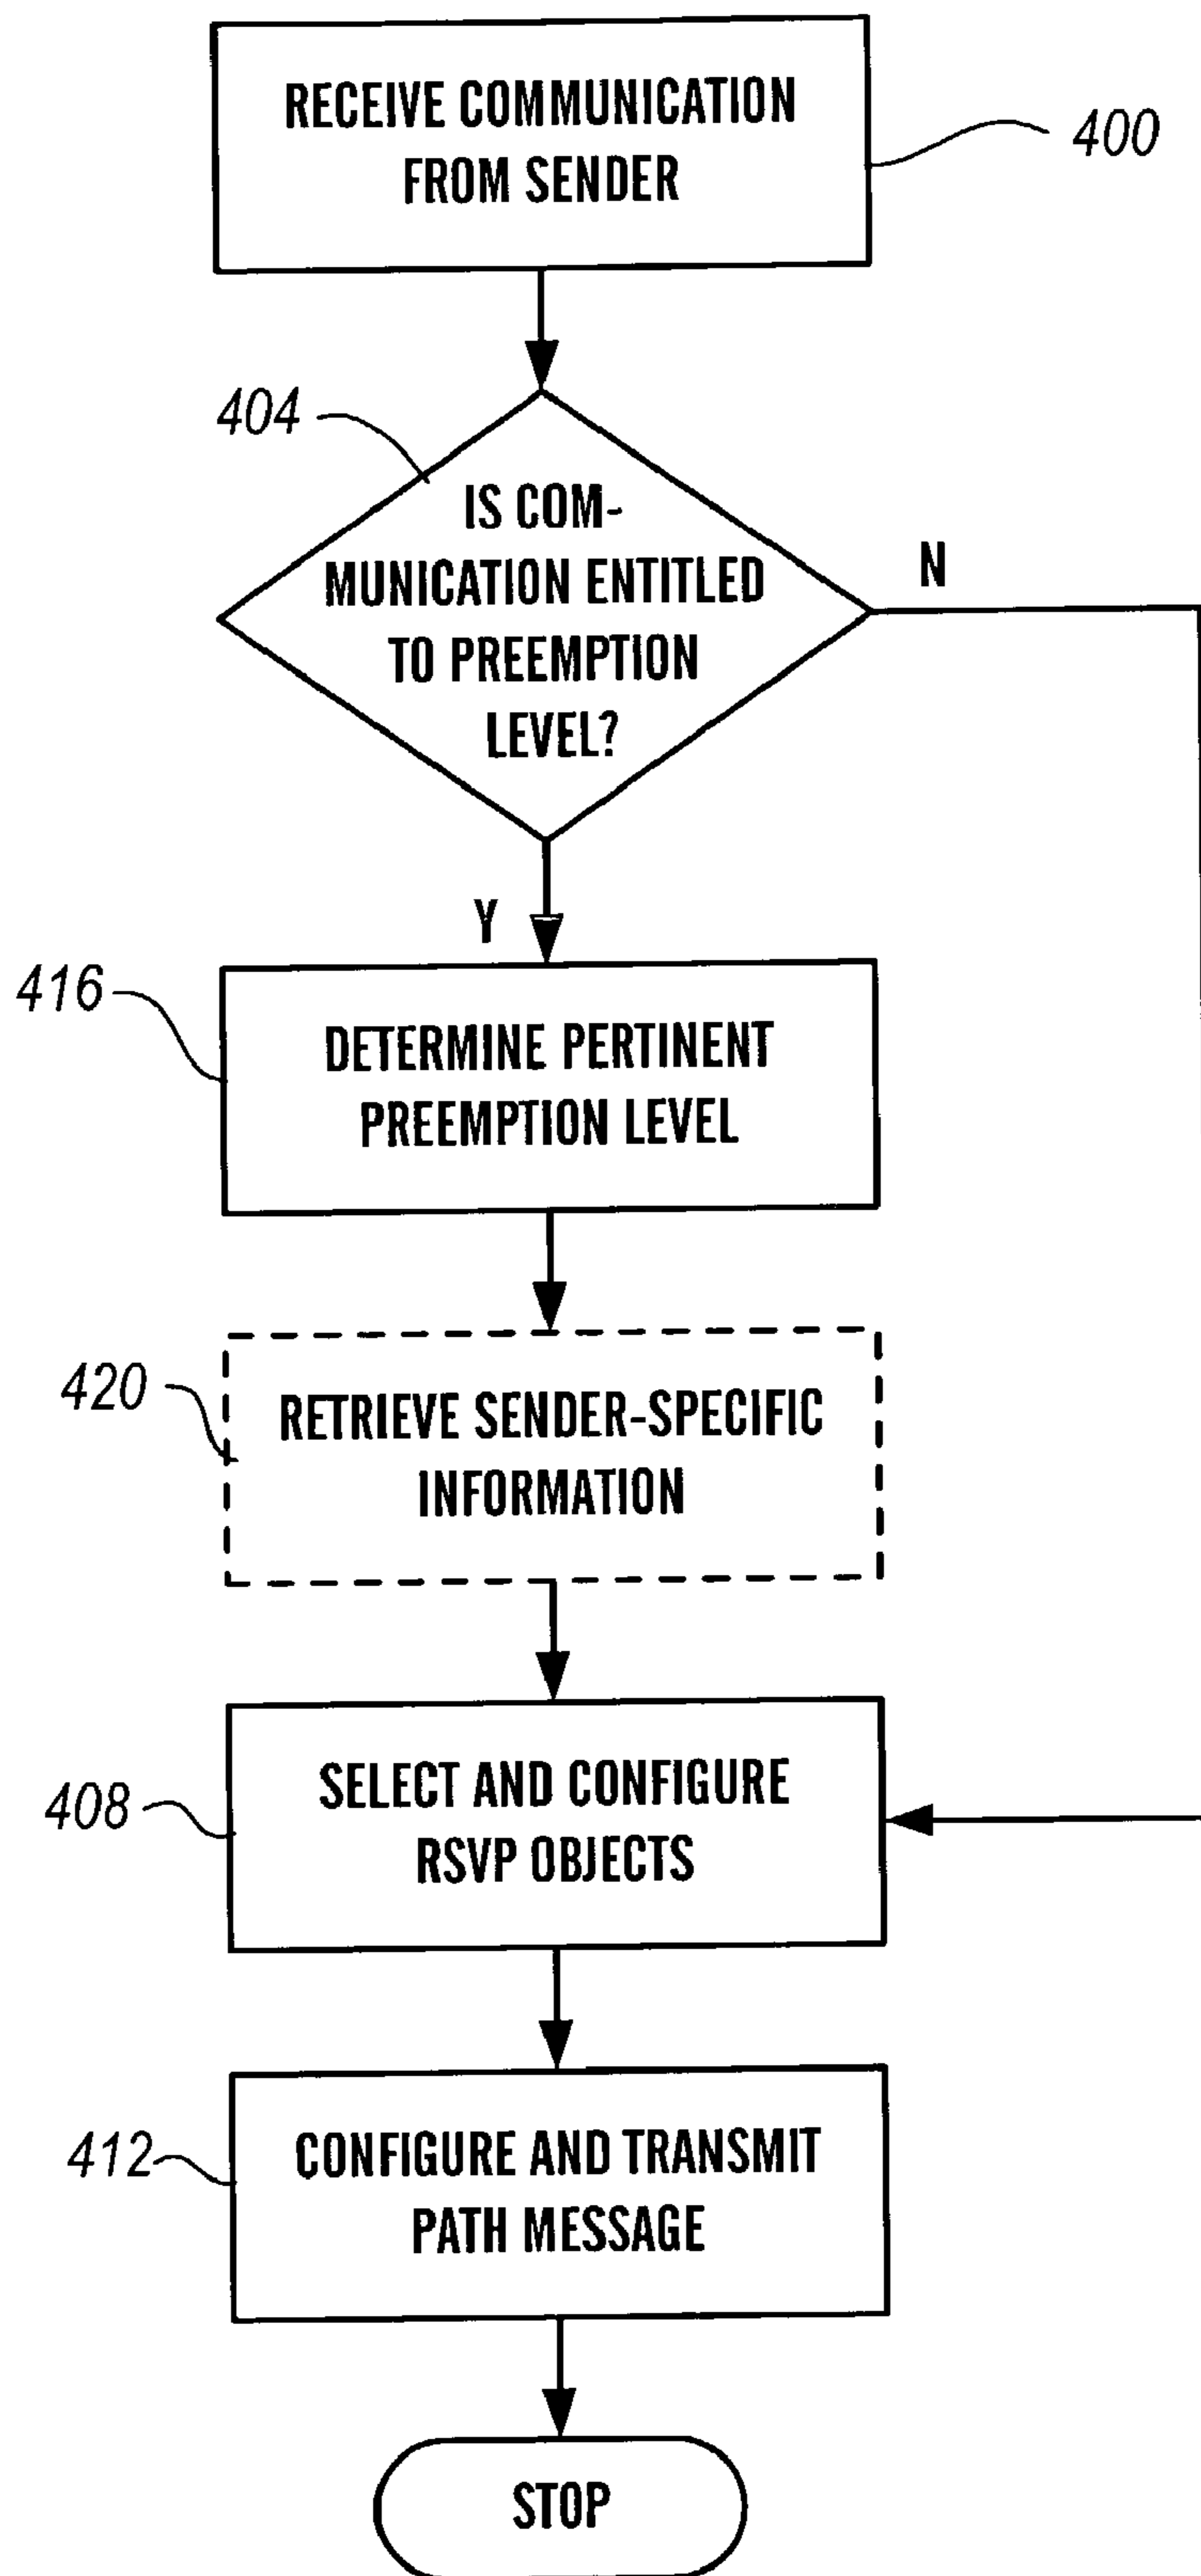 RECEIVE COMMUNICATION
FROM SENDER
400
404
IS COM-
MUNICATION ENTITLED
TO PREEMPTION
LEVEL?
N
Y
416
DETERMINE PERTINENT
PREEMPTION LEVEL
420
RETRIEVE SENDER-SPECIFIC
INFORMATION
408
SELECT AND CONFIGURE
RSVP OBJECTS
412
CONFIGURE AND TRANSMIT
PATH MESSAGE
STOP